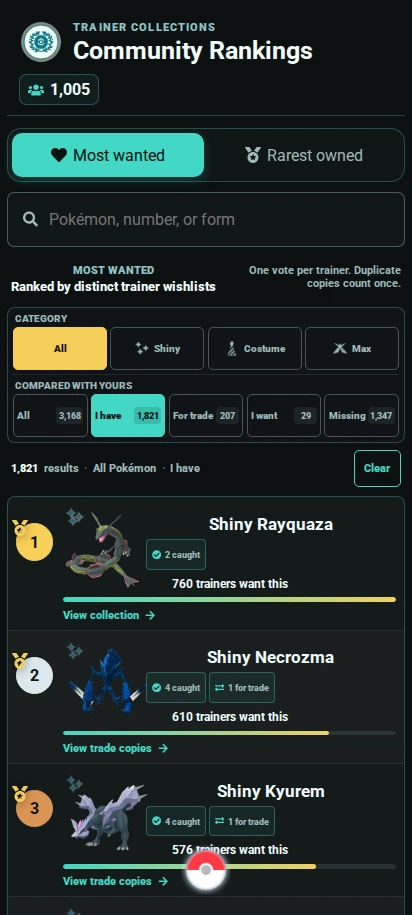 TRAINER COLLECTIONS
Community Rankings
1,005
Most wanted
Rarest owned
Pokémon, number, or form
MOST WANTED
Ranked by distinct trainer wishlists
One vote per trainer. Duplicate
copies count once.
CATEGORY
All
Shiny
Costume
Max
COMPARED WITH YOURS
All 3,168
I have 1,821
For trade 207
I want 29
Missing 1,347
1,821 results · All Pokémon · I have
Clear
1
Shiny Rayquaza
2 caught
760 trainers want this
View collection →
2
Shiny Necrozma
4 caught
1 for trade
610 trainers want this
View trade copies →
3
Shiny Kyurem
4 caught
1 for trade
576 trainers want this
View trade copies →